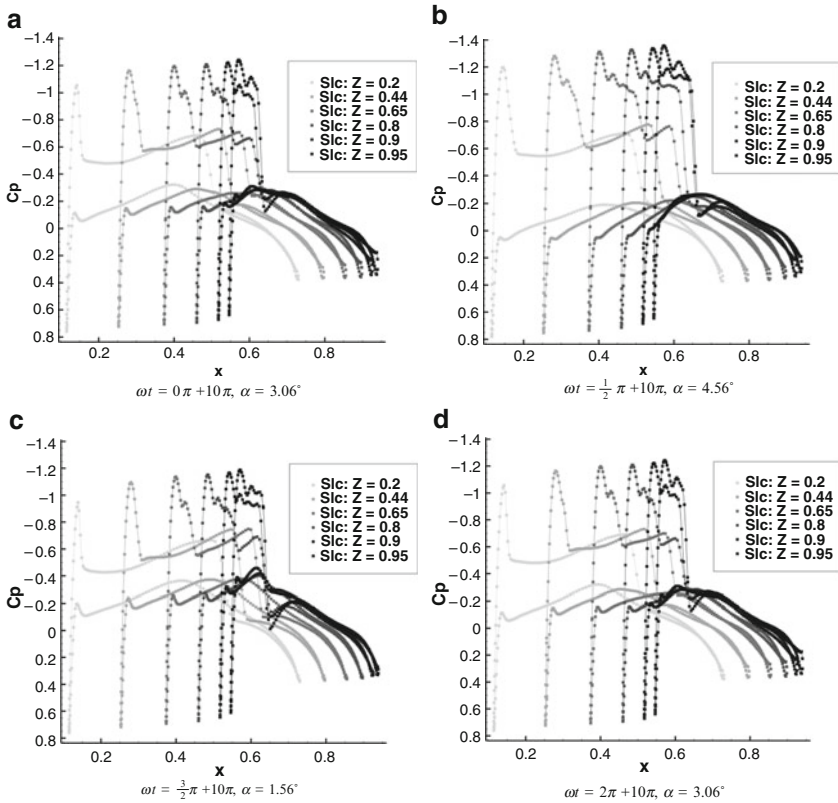 a
−1.4
−1.2
−1
−0.8
−0.6
−0.4
−0.2
0
0.2
0.4
0.6
0.8
Cp
0.2
0.4
0.6
0.8
x
Slc: Z = 0.2
Slc: Z = 0.44
Slc: Z = 0.65
Slc: Z = 0.8
Slc: Z = 0.9
Slc: Z = 0.95
ωt = 0π +10π, α = 3.06°
b
−1.4
−1.2
−1
−0.8
−0.6
−0.4
−0.2
0
0.2
0.4
0.6
0.8
Cp
0.2
0.4
0.6
0.8
x
Slc: Z = 0.2
Slc: Z = 0.44
Slc: Z = 0.65
Slc: Z = 0.8
Slc: Z = 0.9
Slc: Z = 0.95
ωt = 1/2 π +10π, α = 4.56°
c
−1.4
−1.2
−1
−0.8
−0.6
−0.4
−0.2
0
0.2
0.4
0.6
0.8
Cp
0.2
0.4
0.6
0.8
x
Slc: Z = 0.2
Slc: Z = 0.44
Slc: Z = 0.65
Slc: Z = 0.8
Slc: Z = 0.9
Slc: Z = 0.95
ωt = 3/2 π +10π, α = 1.56°
d
−1.4
−1.2
−1
−0.8
−0.6
−0.4
−0.2
0
0.2
0.4
0.6
0.8
Cp
0.2
0.4
0.6
0.8
x
Slc: Z = 0.2
Slc: Z = 0.44
Slc: Z = 0.65
Slc: Z = 0.8
Slc: Z = 0.9
Slc: Z = 0.95
ωt = 2π +10π, α = 3.06°